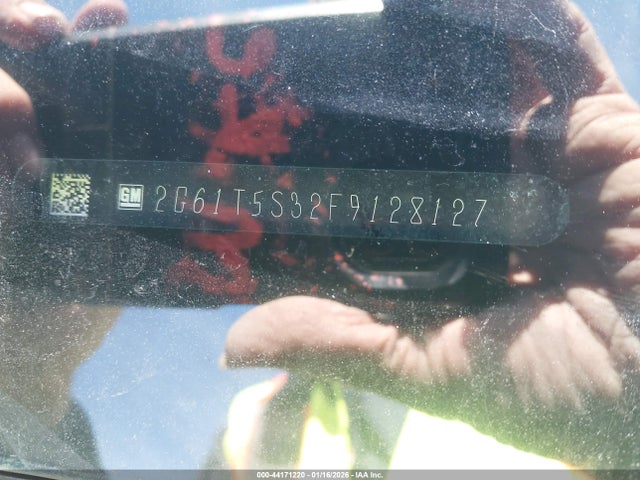 GM 2G61T5S32F9128127
000-44171220 - 01/16/2026 - IAA Inc.